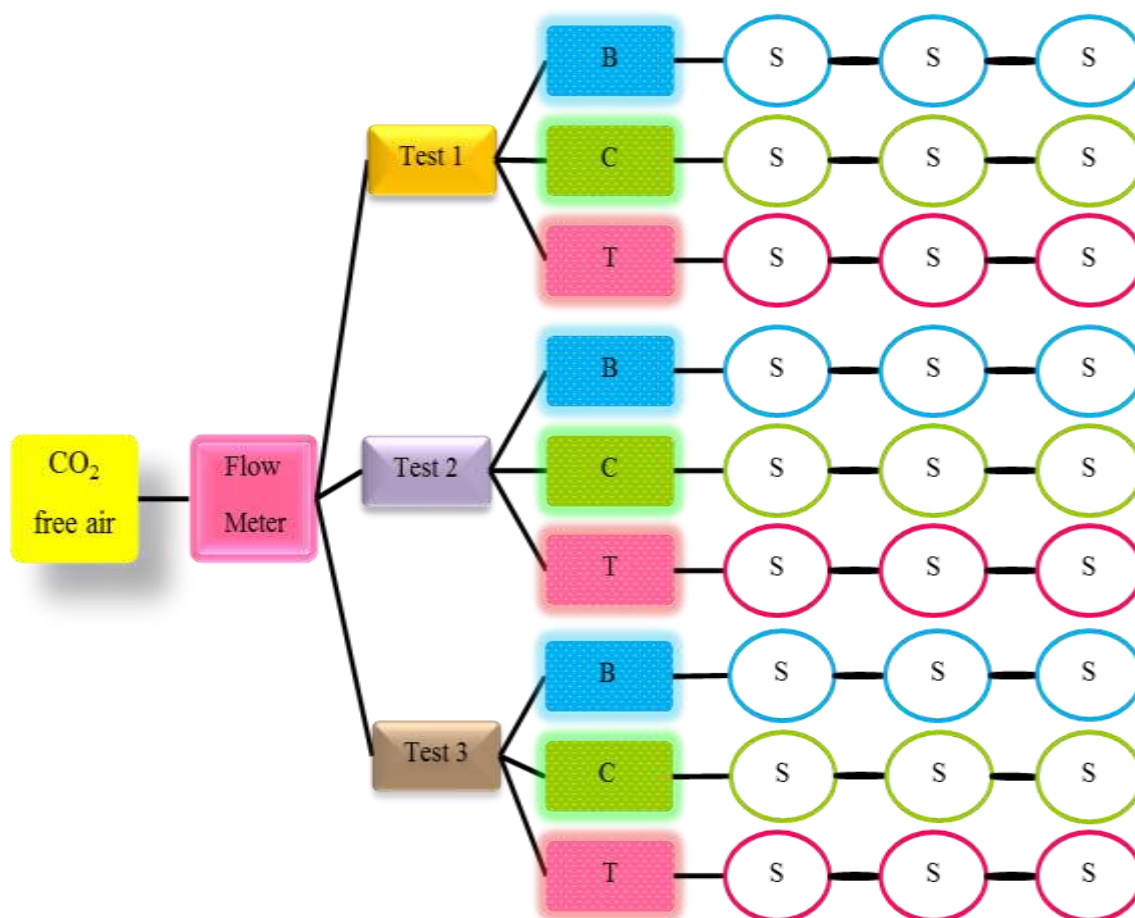 B S S S
Test 1 C S S S
T S S S
B S S S
CO₂
free air
Flow
Meter
Test 2 C S S S
T S S S
B S S S
Test 3 C S S S
T S S S